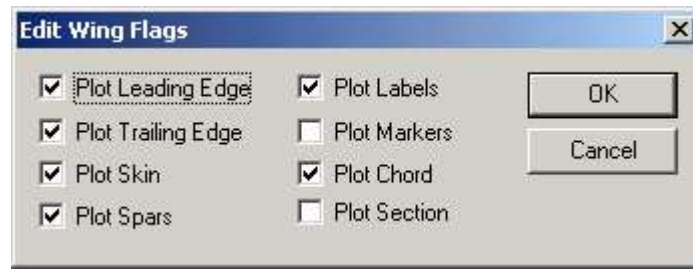 Edit Wing Flags
Plot Leading Edge
Plot Trailing Edge
Plot Skin
Plot Spars
Plot Labels
Plot Markers
Plot Chord
Plot Section
OK
Cancel